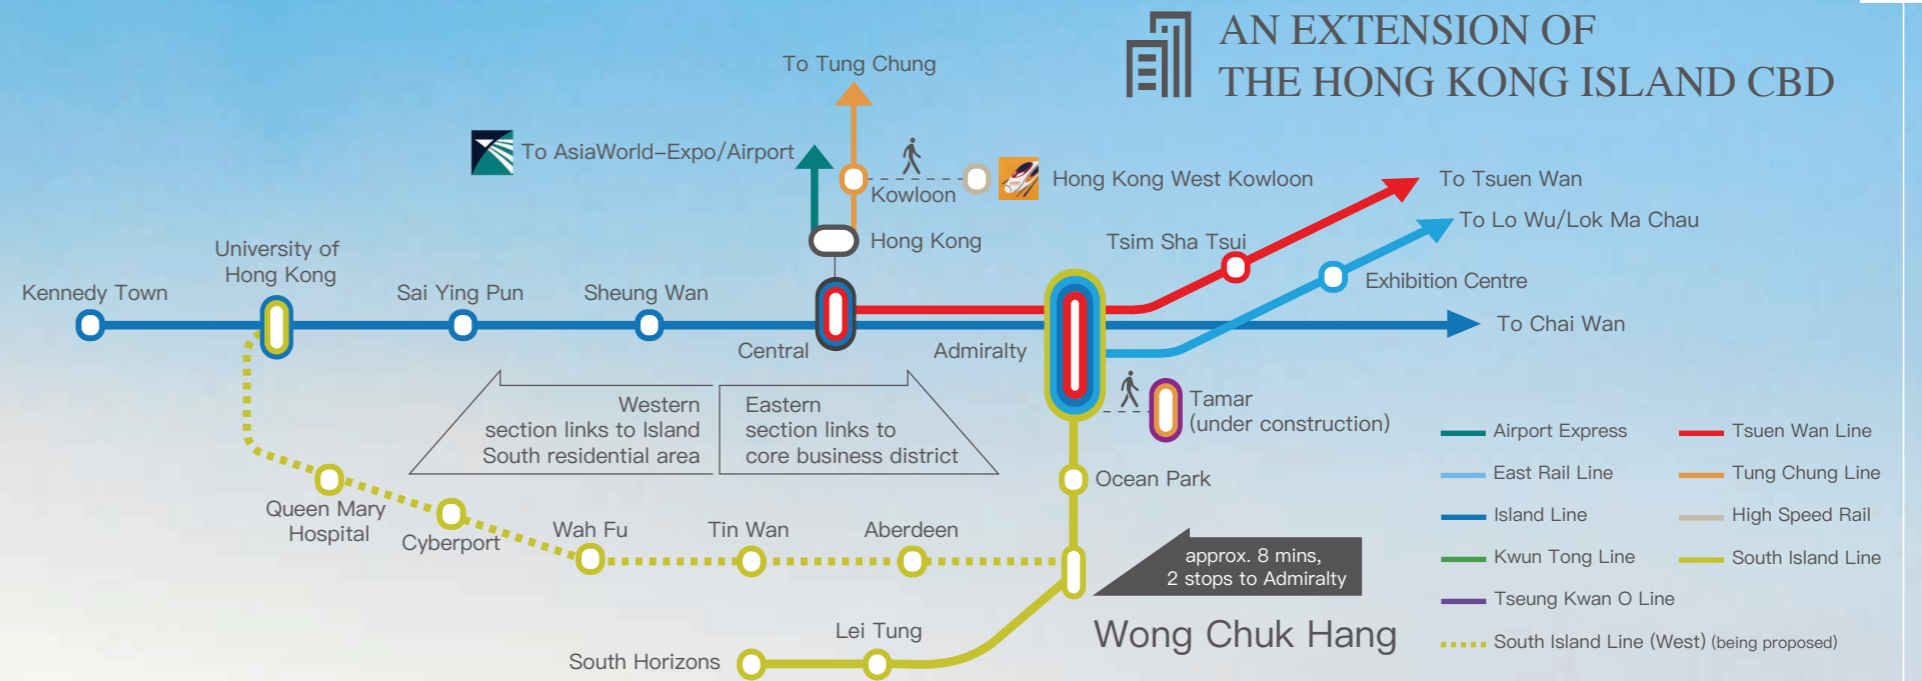 AN EXTENSION OF
THE HONG KONG ISLAND CBD
To Tung Chung
To AsiaWorld-Expo/Airport
Kowloon
Hong Kong West Kowloon
To Tsuen Wan
To Lo Wu/Lok Ma Chau
Hong Kong
Tsim Sha Tsui
Exhibition Centre
University of
Hong Kong
Kennedy Town
Sai Ying Pun
Sheung Wan
Central
Admiralty
To Chai Wan
Western
section links to Island
South residential area
Eastern
section links to
core business district
Tamar
(under construction)
Ocean Park
Queen Mary
Hospital
Cyberport
Wah Fu
Tin Wan
Aberdeen
approx. 8 mins,
2 stops to Admiralty
Wong Chuk Hang
Lei Tung
South Horizons
Airport Express
Tsuen Wan Line
East Rail Line
Tung Chung Line
Island Line
High Speed Rail
Kwun Tong Line
South Island Line
Tseung Kwan O Line
South Island Line (West) (being proposed)